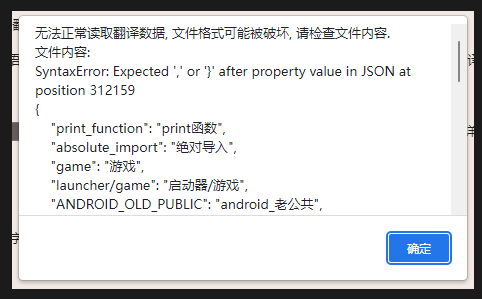 无法正常读取翻译数据, 文件格式可能被破坏, 请检查文件内容.
文件内容:
SyntaxError: Expected ',' or '}' after property value in JSON at
position 312159
{
"print_function": "print函数",
"absolute_import": "绝对导入",
"game": "游戏",
"launcher/game": "启动器/游戏",
"ANDROID_OLD_PUBLIC": "android_老公共",
确定